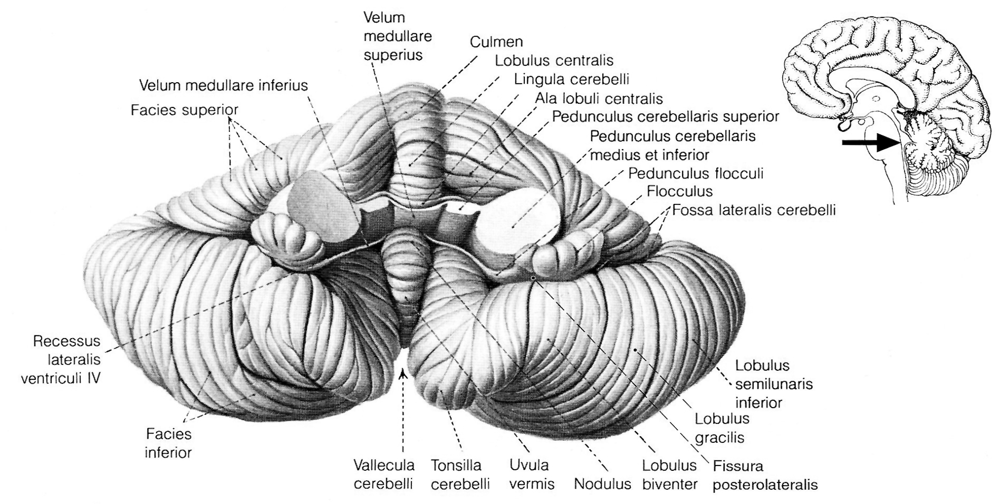 Velum
medullare
superius
Culmen
Lobulus centralis
Lingula cerebelli
Ala lobuli centralis
Pedunculus cerebellaris superior
Pedunculus cerebellaris
medius et inferior
Pedunculus flocculi
Flocculus
Fossa lateralis cerebelli
Velum medullare inferius
Facies superior
Recessus
lateralis
ventriculi IV
Facies
inferior
Vallecula
cerebelli
Tonsilla
cerebelli
Uvula
vermis
Nodulus
Lobulus
biventer
Fissura
posterolateralis
Lobulus
gracilis
Lobulus
semilunaris
inferior